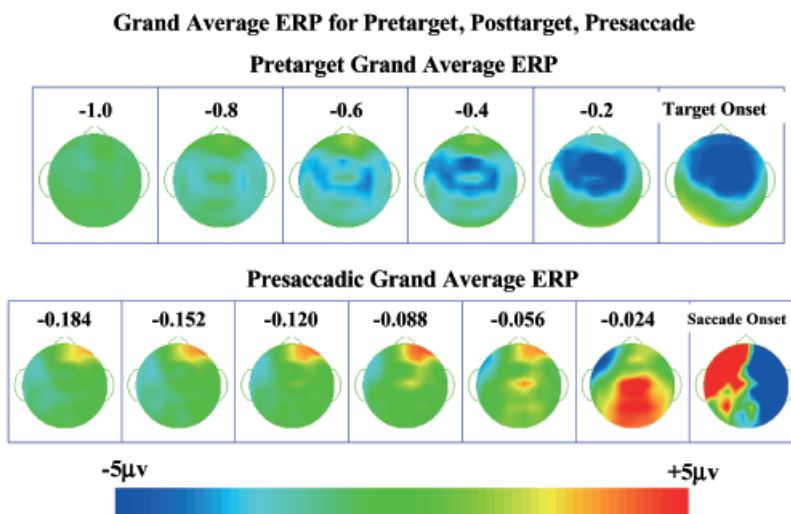 Grand Average ERP for Pretarget, Posttarget, Presaccade
Pretarget Grand Average ERP
-1.0 -0.8 -0.6 -0.4 -0.2 Target Onset
Presaccadic Grand Average ERP
-0.184 -0.152 -0.120 -0.088 -0.056 -0.024 Saccade Onset
-5μv +5μv